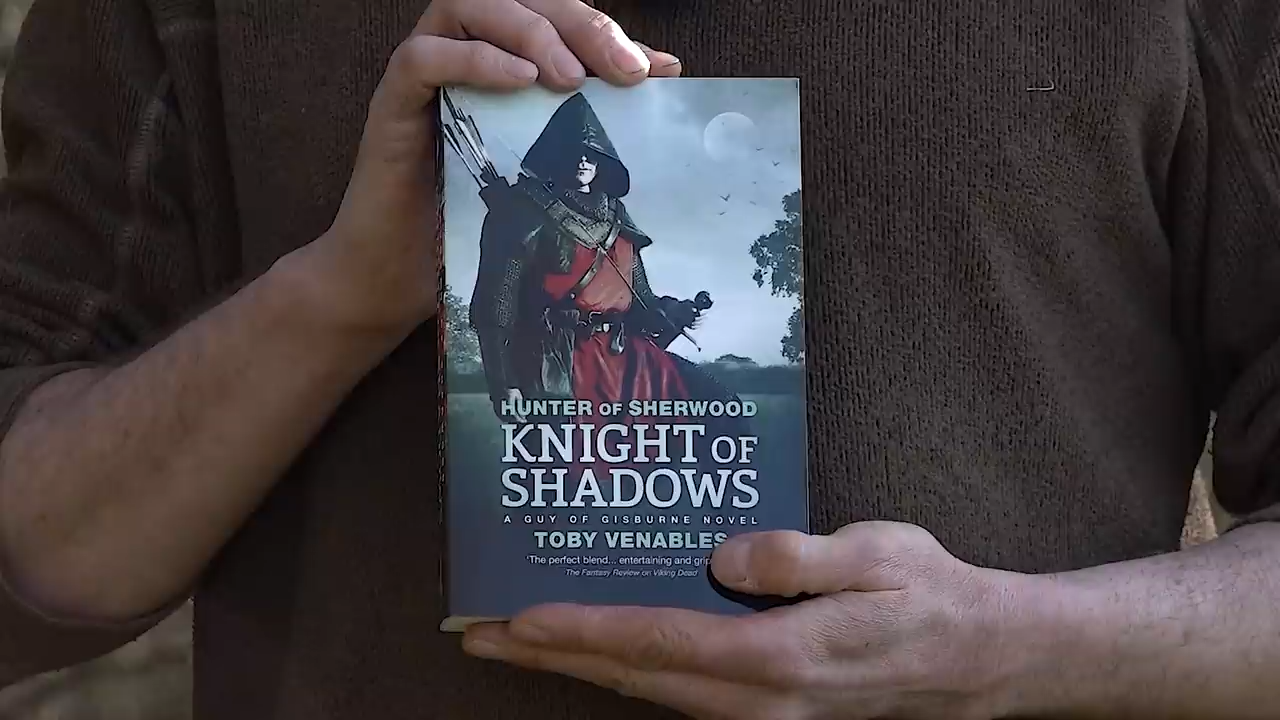 HUNTER OF SHERWOOD
KNIGHT OF
SHADOWS
A GUY OF GISBURNE NOVEL
TOBY VENABLES
'The perfect blend... entertaining and
The Fantasy Review on Viking Dead